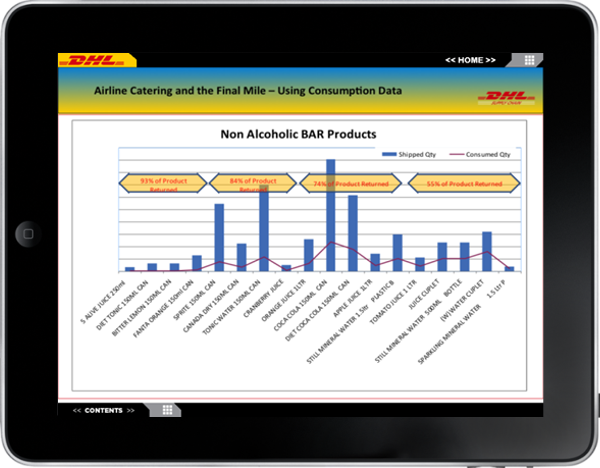 DHL
<< HOME >>
Airline Catering and the Final Mile – Using Consumption Data
DHL
SUPPLY CHAIN
Non Alcoholic BAR Products
Shipped Qty
Consumed Qty
93% of Product Returned
84% of Product Returned
74% of Product Returned
55% of Product Returned
5 ALIVE JUICE 250ml
DIET TONIC 150ML CAN
BITTER LEMON 150ML CAN
FANTA ORANGE 150ml CAN
SPRITE 150ML CAN
CANADA DRY 150ML CAN
TONIC WATER 150ML CAN
CRANBERRY JUICE
ORANGE JUICE 1LTR
COCA COLA 150ML CAN
DIET COCA COLA 150ML CAN
APPLE JUICE 1LTR
STILL MINERAL WATER 1.5ltr PLASTIC B
TOMATO JUICE 1 LTR
JUICE CUPLET
STILL MINERAL WATER 500ML BOTTLE
(W) WATER CUPLET
SPARKLING MINERAL WATER 1.5 Ltr P
<< CONTENTS >>